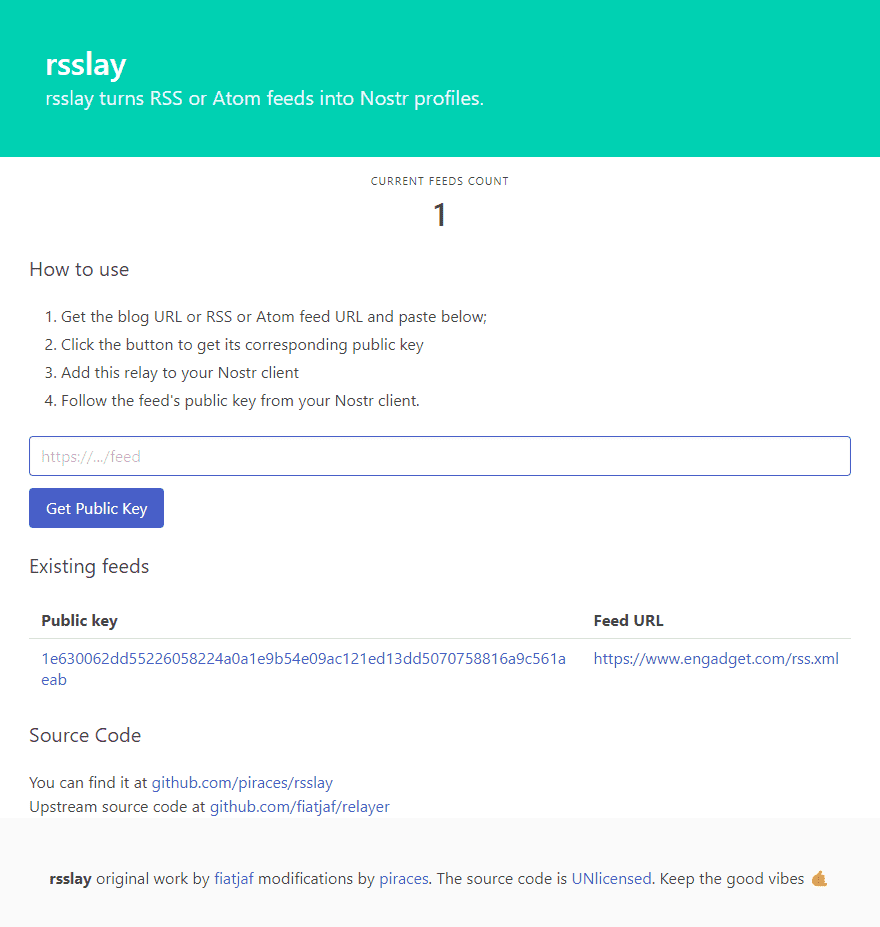 rsslay
rsslay turns RSS or Atom feeds into Nostr profiles.
CURRENT FEEDS COUNT
1
How to use
1. Get the blog URL or RSS or Atom feed URL and paste below;
2. Click the button to get its corresponding public key
3. Add this relay to your Nostr client
4. Follow the feed's public key from your Nostr client.
https://.../feed
Get Public Key
Existing feeds
Public key Feed URL
1e630062dd55226058224a0a1e9b54e09ac121ed13dd5070758816a9c561a https://www.engadget.com/rss.xml
eab
Source Code
You can find it at github.com/piraces/rsslay
Upstream source code at github.com/fiatjaf/relayer
rsslay original work by fiatjaf modifications by piraces. The source code is UNlicensed. Keep the good vibes 🤙🏽